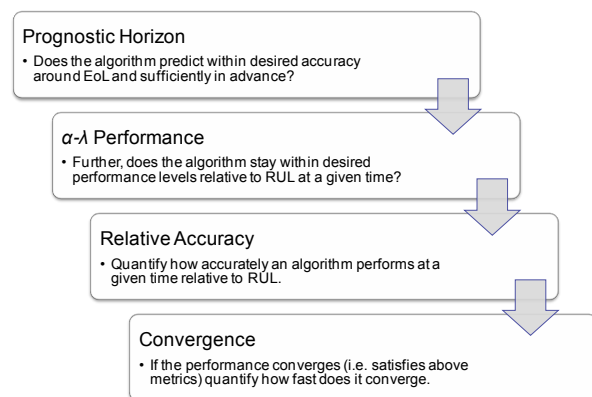 Prognostic Horizon
• Does the algorithm predict within desired accuracy
around EoL and sufficiently in advance?
α-λ Performance
• Further, does the algorithm stay within desired
performance levels relative to RUL at a given time?
Relative Accuracy
• Quantify how accurately an algorithm performs at a
given time relative to RUL.
Convergence
• If the performance converges (i.e. satisfies above
metrics) quantify how fast does it converge.